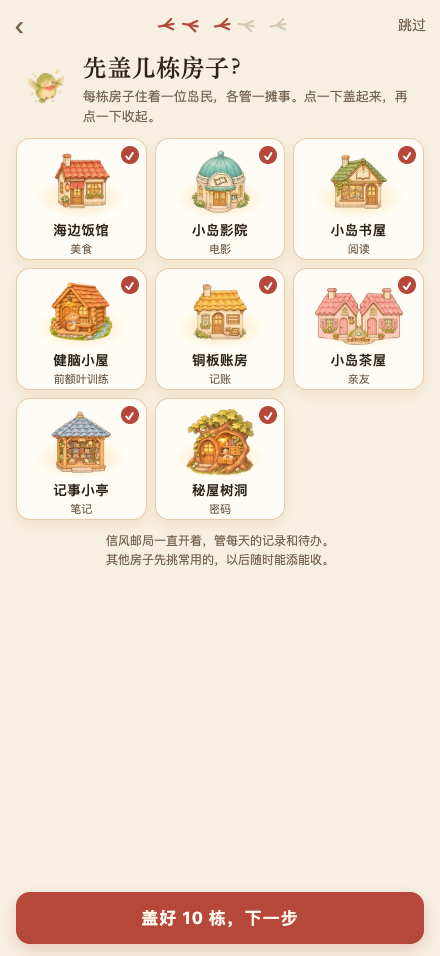 跳过
先盖几栋房子?
每栋房子住着一位岛民，各管一摊事。点一下盖起来，再
点一下收起。
海边饭馆
美食
小岛影院
电影
小岛书屋
阅读
健脑小屋
前额叶训练
铜板账房
记账
小岛茶屋
亲友
记事小亭
笔记
秘屋树洞
密码
信风邮局一直开着，管每天的记录和待办。
其他房子先挑常用的，以后随时能添能收。
盖好 10 栋，下一步